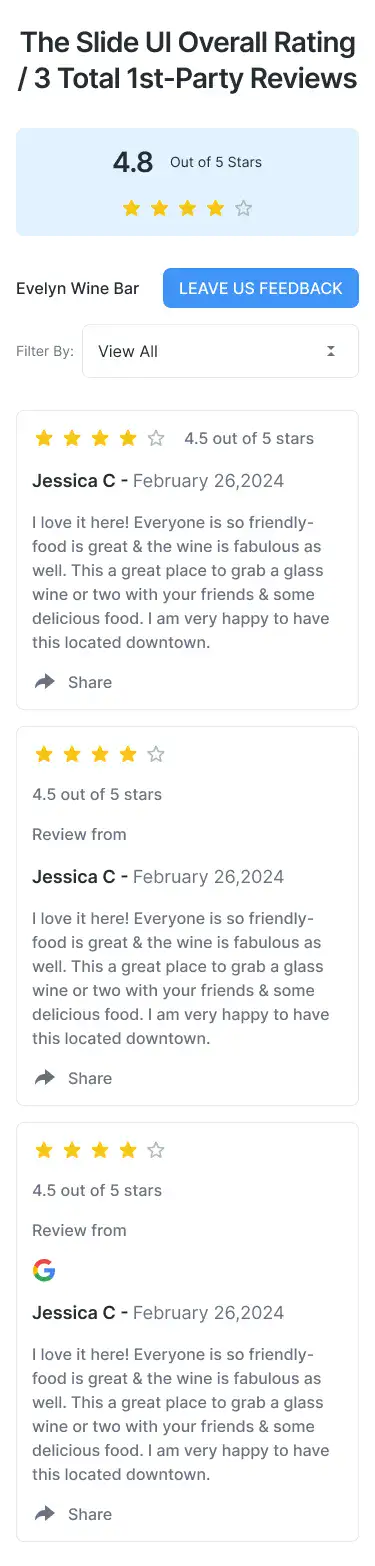 The Slide UI Overall Rating
/ 3 Total 1st-Party Reviews
4.8 Out of 5 Stars
Evelyn Wine Bar
LEAVE US FEEDBACK
Filter By: View All
4.5 out of 5 stars
Jessica C - February 26,2024
I love it here! Everyone is so friendly-
food is great & the wine is fabulous as
well. This a great place to grab a glass
wine or two with your friends & some
delicious food. I am very happy to have
this located downtown.
Share
4.5 out of 5 stars
Review from
Jessica C - February 26,2024
I love it here! Everyone is so friendly-
food is great & the wine is fabulous as
well. This a great place to grab a glass
wine or two with your friends & some
delicious food. I am very happy to have
this located downtown.
Share
4.5 out of 5 stars
Review from
G
Jessica C - February 26,2024
I love it here! Everyone is so friendly-
food is great & the wine is fabulous as
well. This a great place to grab a glass
wine or two with your friends & some
delicious food. I am very happy to have
this located downtown.
Share